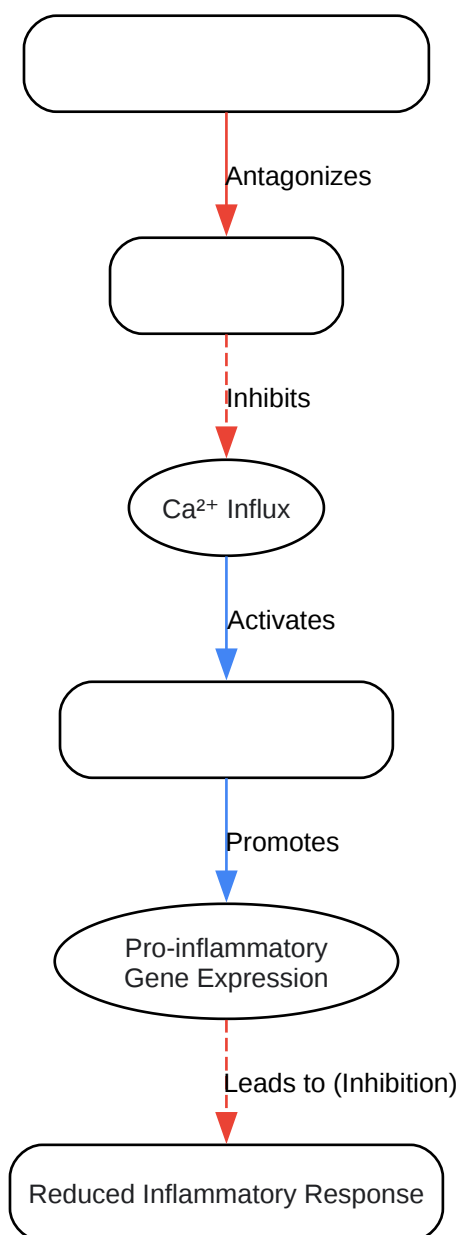 Antagonizes
Inhibits
Ca²⁺ Influx
Activates
Promotes
Pro-inflammatory
Gene Expression
Leads to (Inhibition)
Reduced Inflammatory Response